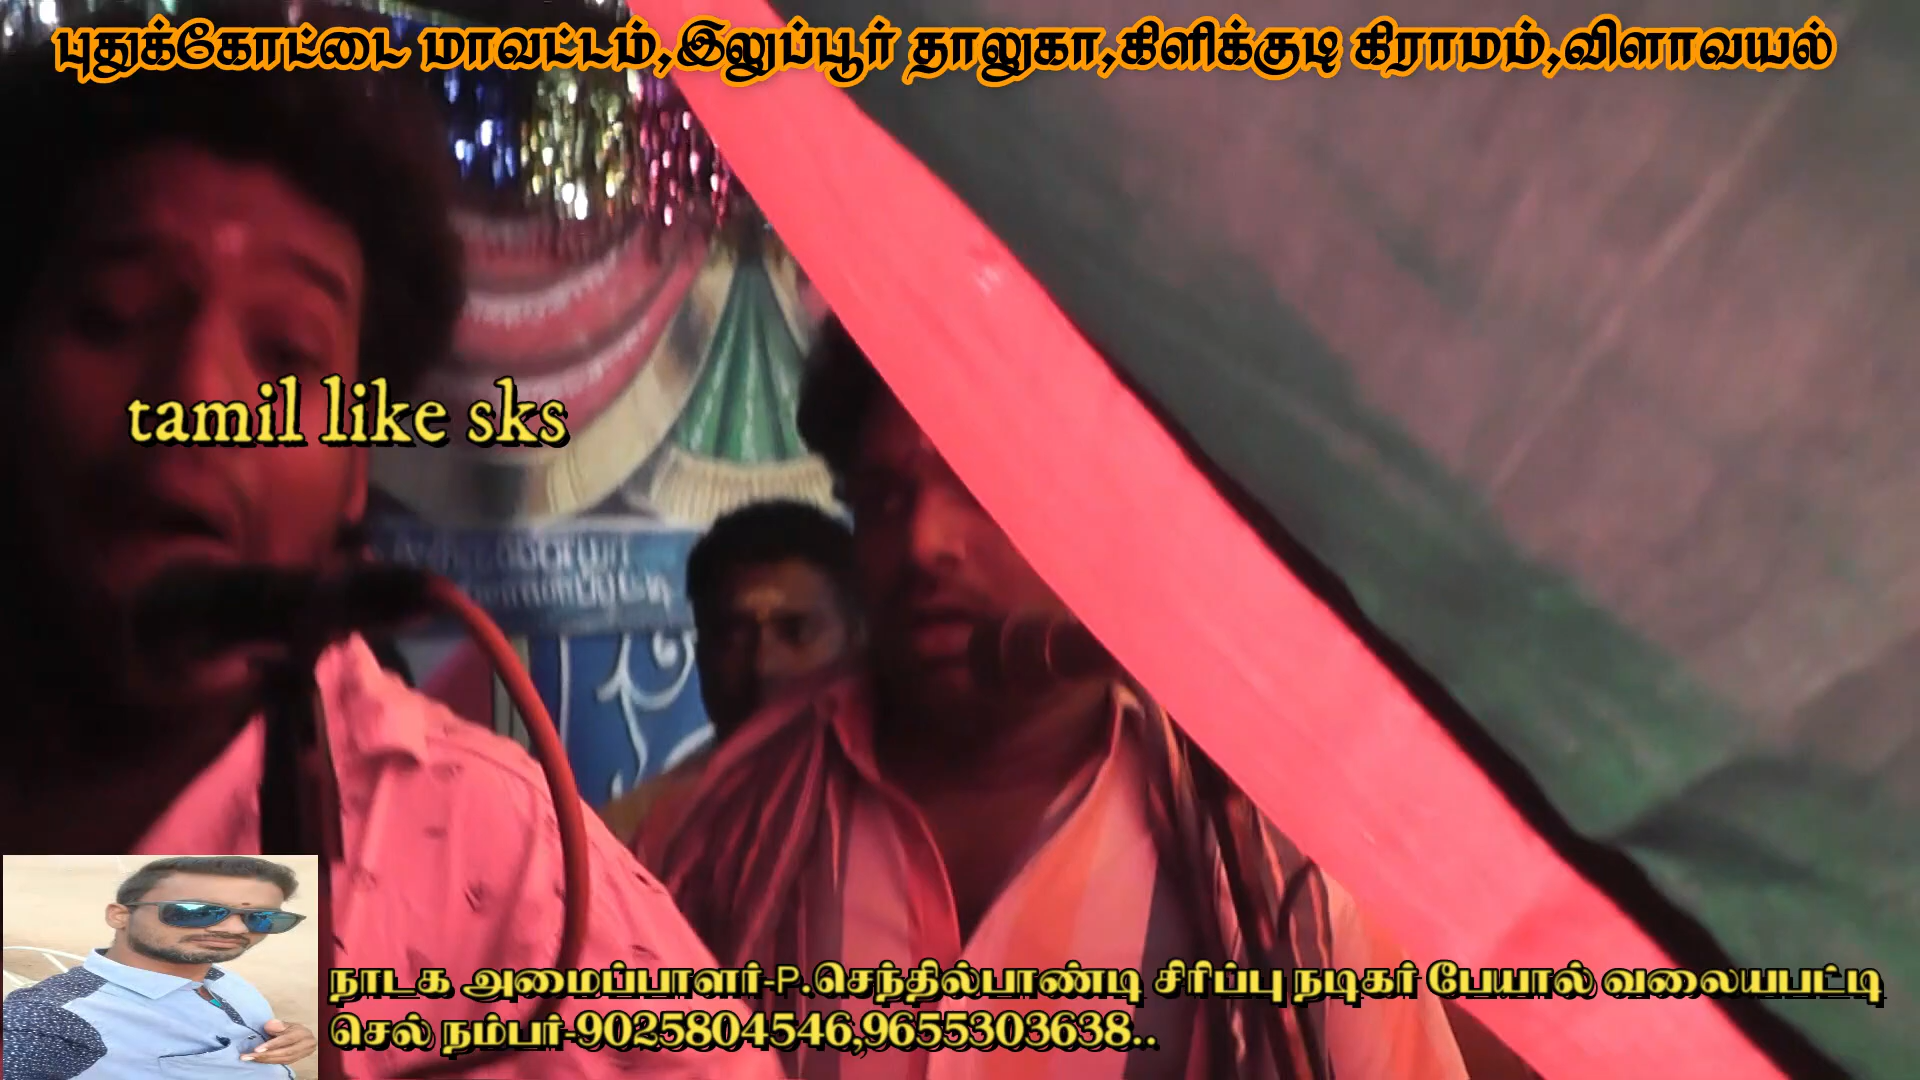 புதுக்கோட்டை மாவட்டம்,இலுப்பூர் தாலுகா,கிளிக்குடி கிராமம்,விளாவயல்
tamil like sks
நாடக அமைப்பாளர்-P.செந்தில்பாண்டி சிரிப்பு நடிகர் பேயால் வலையபட்டி
செல் நம்பர்-9025804546,9655303638..